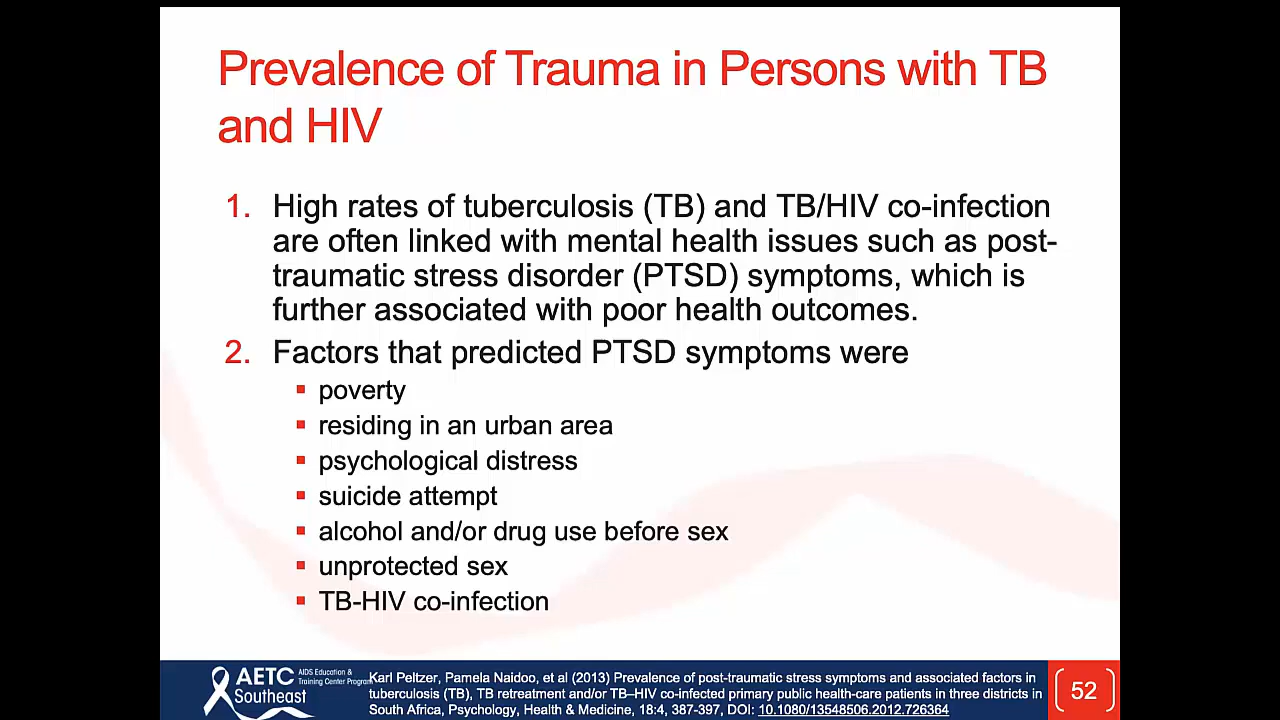 Prevalence of Trauma in Persons with TB
and HIV
1. High rates of tuberculosis (TB) and TB/HIV co-infection
are often linked with mental health issues such as post-
traumatic stress disorder (PTSD) symptoms, which is
further associated with poor health outcomes.
2. Factors that predicted PTSD symptoms were
▪ poverty
▪ residing in an urban area
▪ psychological distress
▪ suicide attempt
▪ alcohol and/or drug use before sex
▪ unprotected sex
▪ TB-HIV co-infection
AETC
Southeast
AIDS Education &
Training Center Program
Karl Peltzer, Pamela Naidoo, et al (2013) Prevalence of post-traumatic stress symptoms and associated factors in
tuberculosis (TB), TB retreatment and/or TB–HIV co-infected primary public health-care patients in three districts in
South Africa, Psychology, Health & Medicine, 18:4, 387-397, DOI: 10.1080/13548506.2012.726364
52